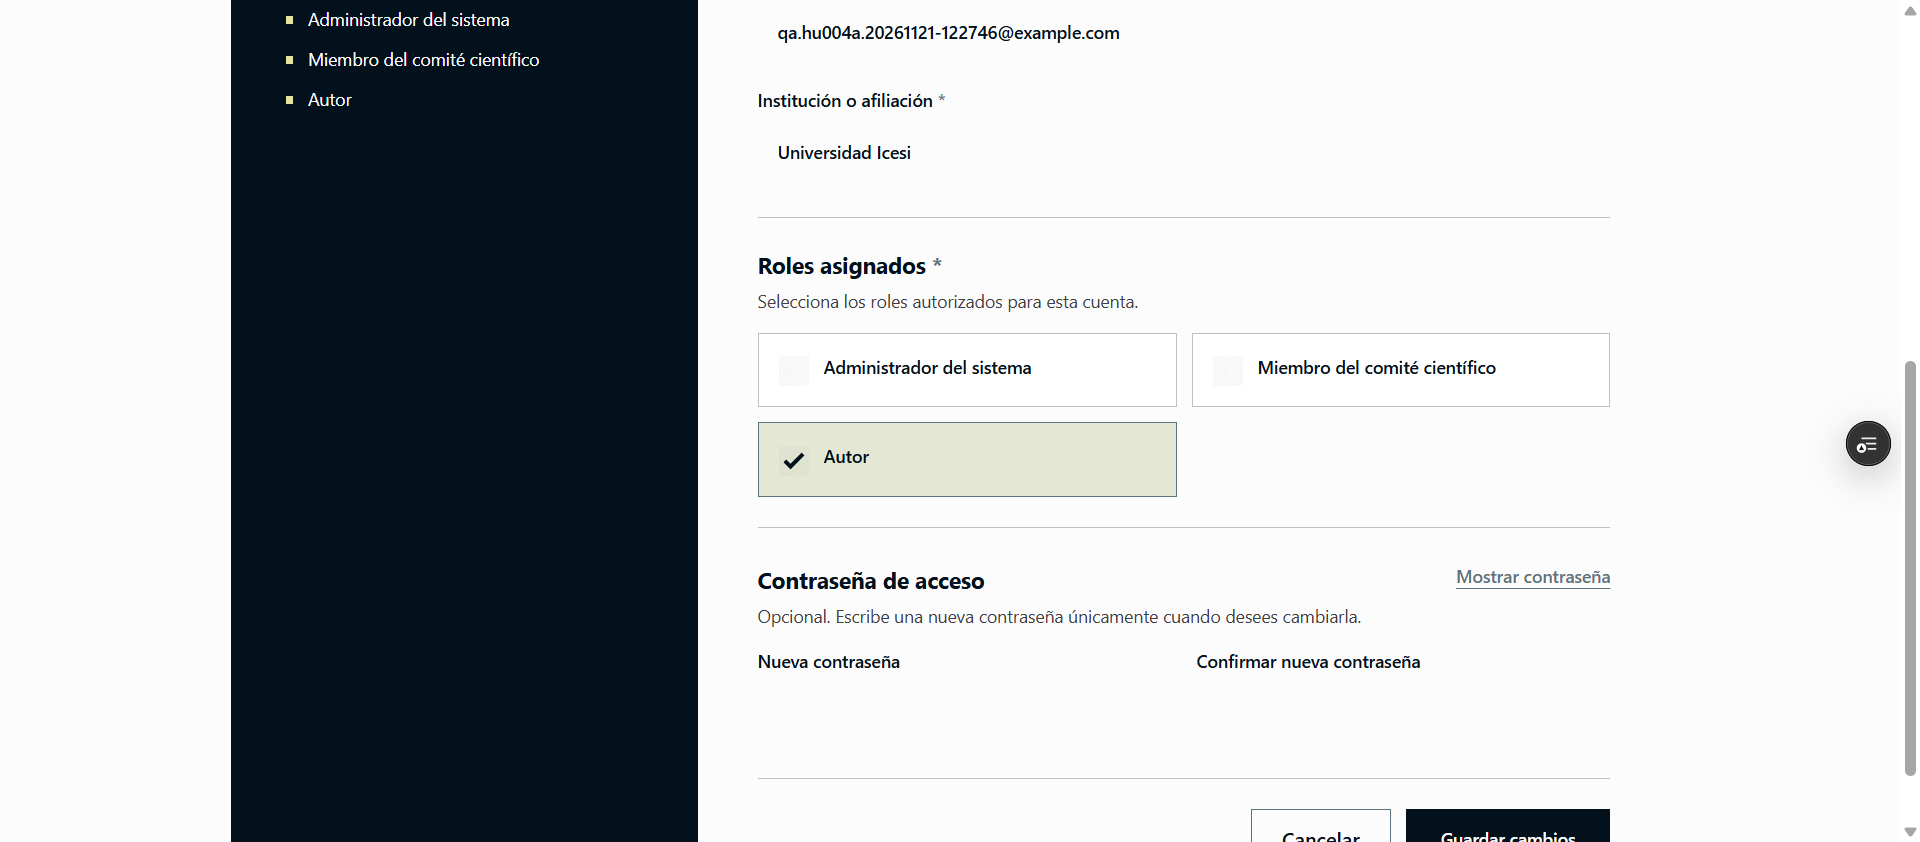 Administrador del sistema
Miembro del comité científico
Autor
qa.hu004a.20261121-122746@example.com
Institución o afiliación *
Universidad Icesi
Roles asignados *
Selecciona los roles autorizados para esta cuenta.
Administrador del sistema
Miembro del comité científico
Autor
Contraseña de acceso
Mostrar contraseña
Opcional. Escribe una nueva contraseña únicamente cuando desees cambiarla.
Nueva contraseña
Confirmar nueva contraseña
Cancelar
Guardar cambios